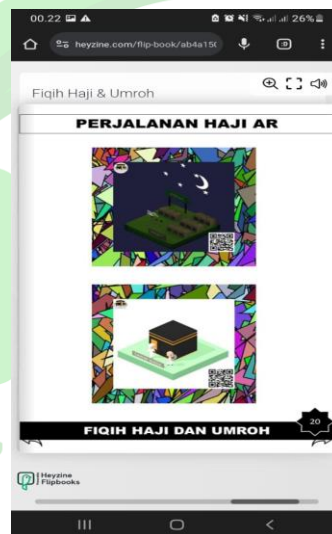 00.22 26%
heyzine.com/flip-book/ab4a15(
Fiqih Haji & Umroh
PERJALANAN HAJI AR
FIQIH HAJI DAN UMROH
20
Heyzine
Flipbooks